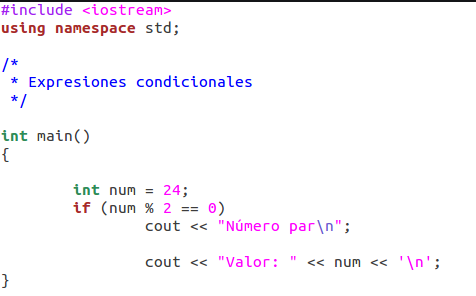 #include <iostream>
using namespace std;
/*
 * Expresiones condicionales
 */
int main()
{
        int num = 24;
        if (num % 2 == 0)
                cout << "Número par\n";
                cout << "Valor: " << num << '\n';
}